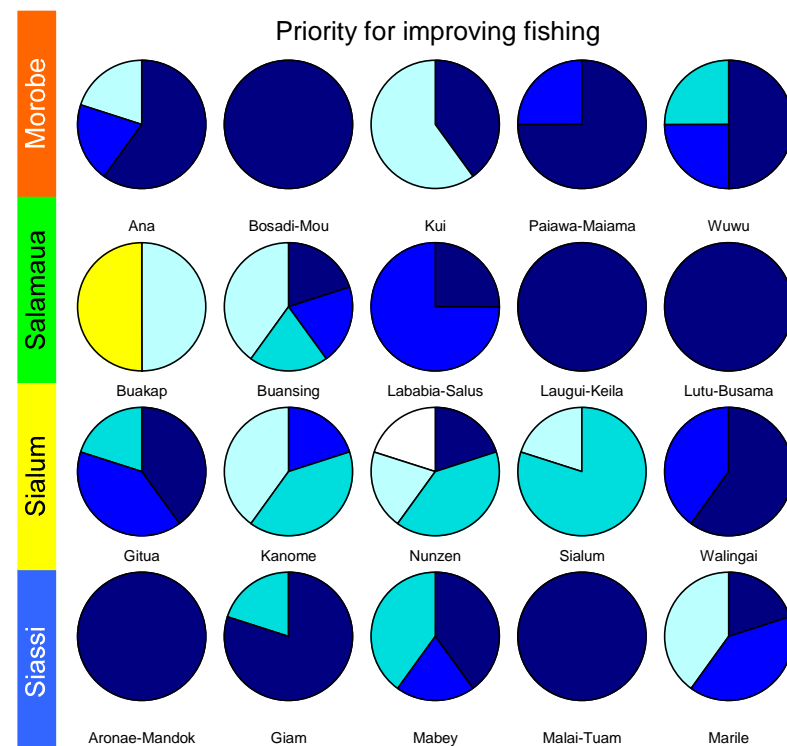 Priority for improving fishing
Morobe
Ana
Bosadi-Mou
Kui
Paiawa-Maiama
Wuwu
Salamaua
Buakap
Buansing
Lababia-Salus
Laugui-Keila
Lutu-Busama
Sialum
Gitua
Kanome
Nunzen
Sialum
Walingai
Siassi
Aronae-Mandok
Giam
Mabey
Malai-Tuam
Marile